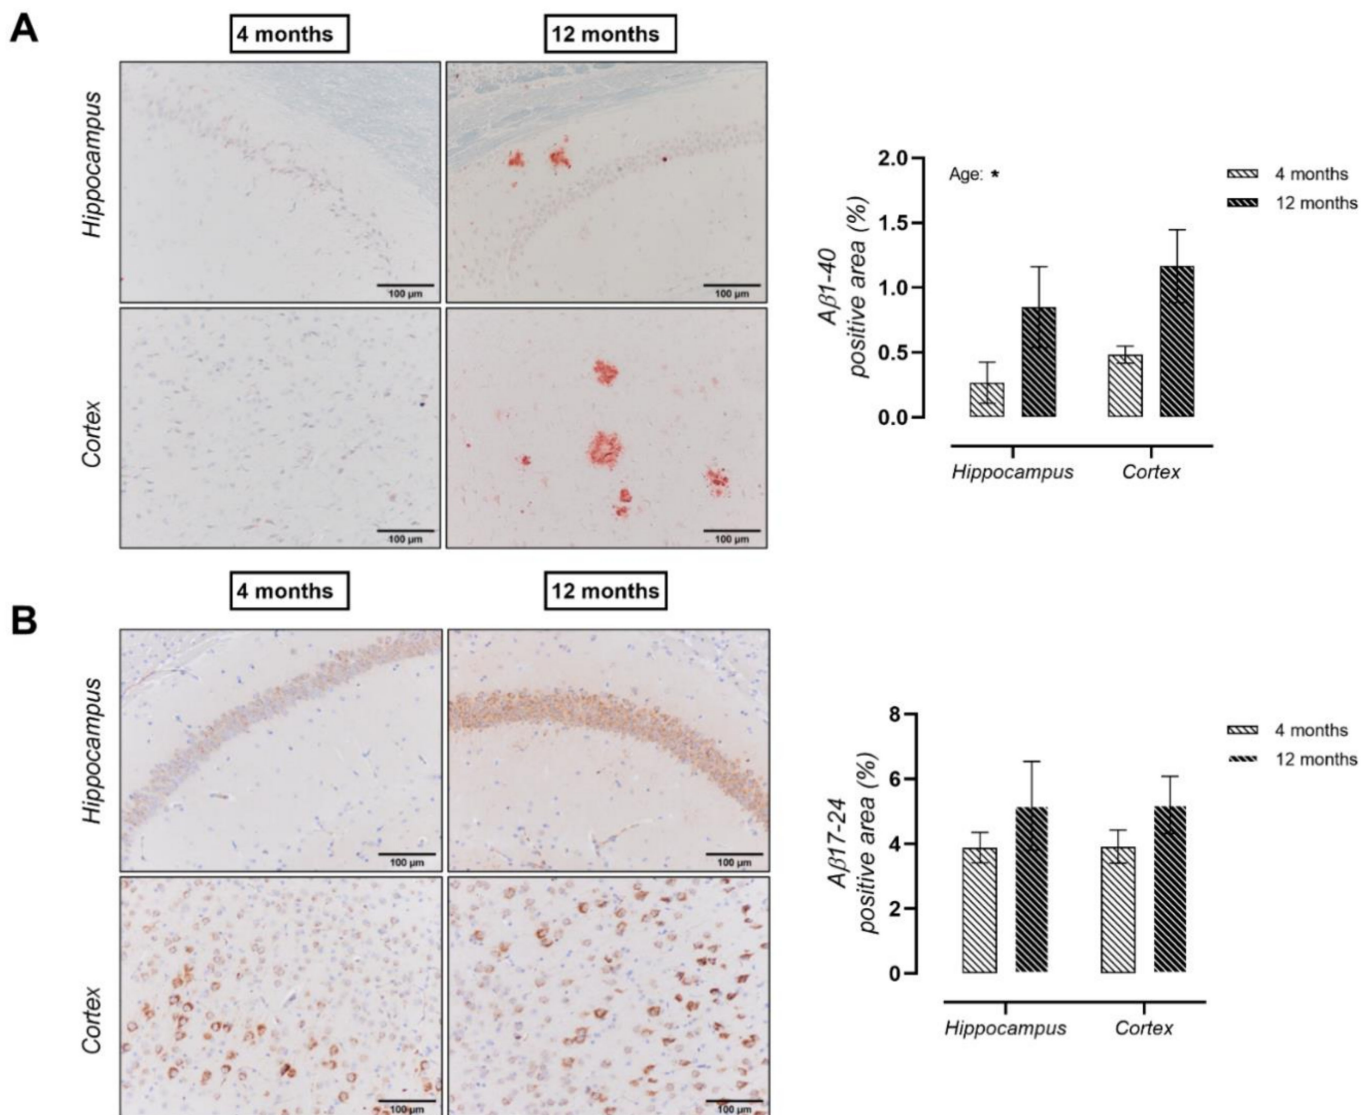 A
4 months
12 months
Hippocampus
100 µm
100 µm
Cortex
100 µm
100 µm
Aβ1-40
positive area (%)
2.0
1.5
1.0
0.5
0.0
Age: *
4 months
12 months
Hippocampus
Cortex
B
4 months
12 months
Hippocampus
100 µm
100 µm
Cortex
100 µm
100 µm
Aβ17-24
positive area (%)
8
6
4
2
0
4 months
12 months
Hippocampus
Cortex